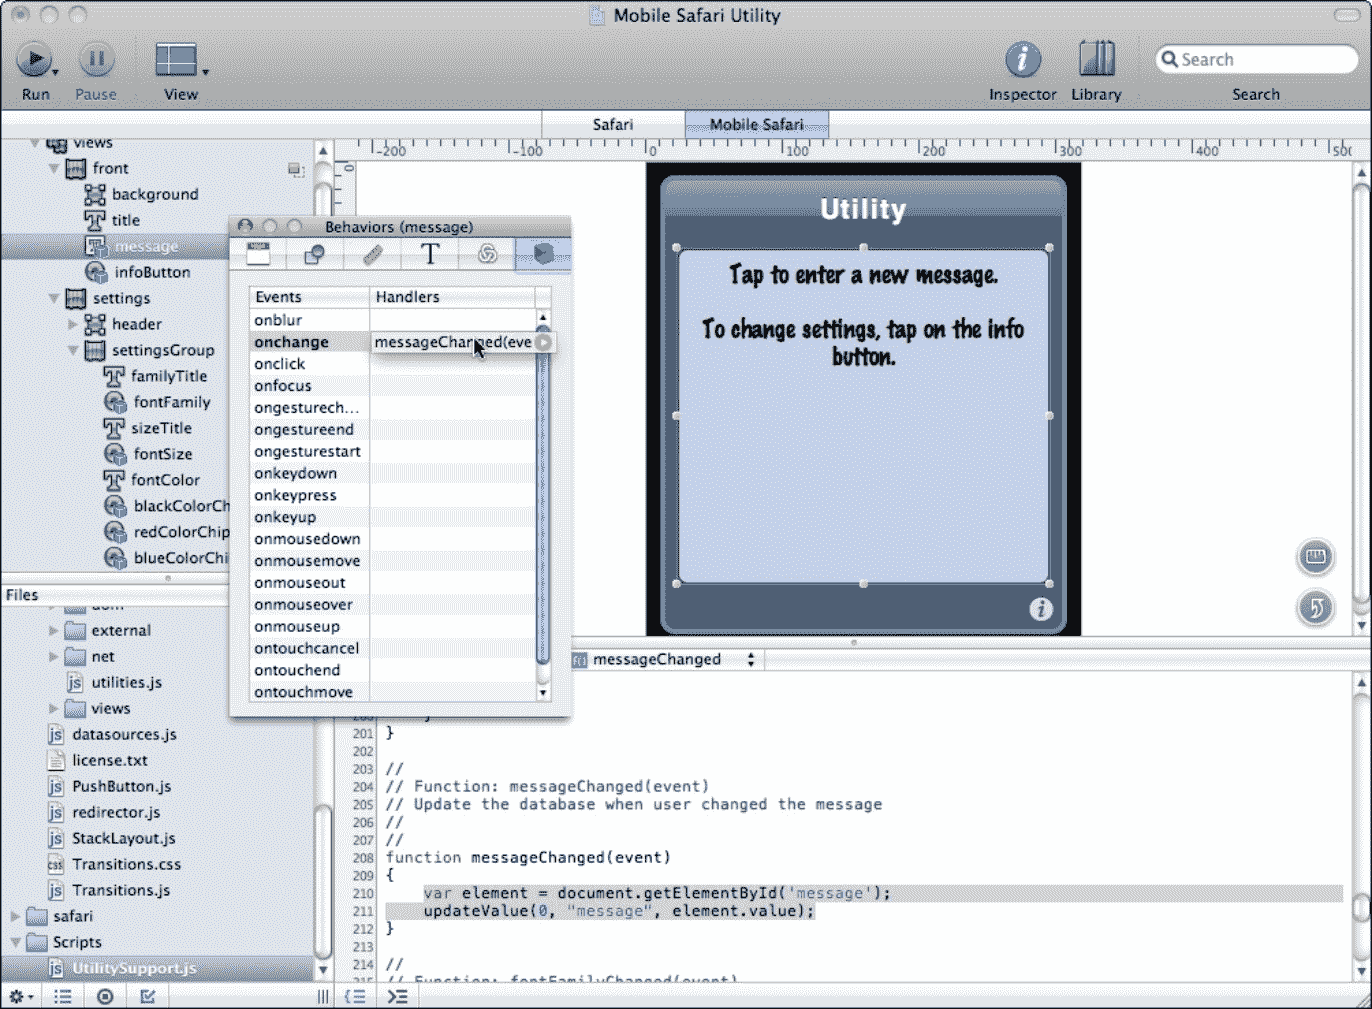 Mobile Safari Utility
Run
Pause
View
Inspector
Library
Search
Search
Safari
Mobile Safari
-200
-100
0
100
200
300
400
500
views
front
background
title
message
infoButton
settings
header
settingsGroup
familyTitle
fontFamily
sizeTitle
fontSize
fontColor
blackColorCh
redColorChip
blueColorChi
Behaviors (message)
Events Handlers
onblur
onchange messageChanged(eve
onclick
onfocus
ongesturech...
ongestureend
ongesturestart
onkeydown
onkeypress
onkeyup
onmousedown
onmousemove
onmouseout
onmouseover
onmouseup
ontouchcancel
ontouchend
ontouchmove
Utility
Tap to enter a new message.
To change settings, tap on the info
button.
Files
external
net
utilities.js
views
datasources.js
license.txt
PushButton.js
redirector.js
StackLayout.js
Transitions.css
Transitions.js
safari
Scripts
UtilitySupport.js
messageChanged
201 }
202
203 //
204 // Function: messageChanged(event)
205 // Update the database when user changed the message
206 //
207 //
208 function messageChanged(event)
209 {
210 var element = document.getElementById('message');
211 updateValue(0, "message", element.value);
212 }
213
214 //
215 // Function: fontFamilyChanged(event)